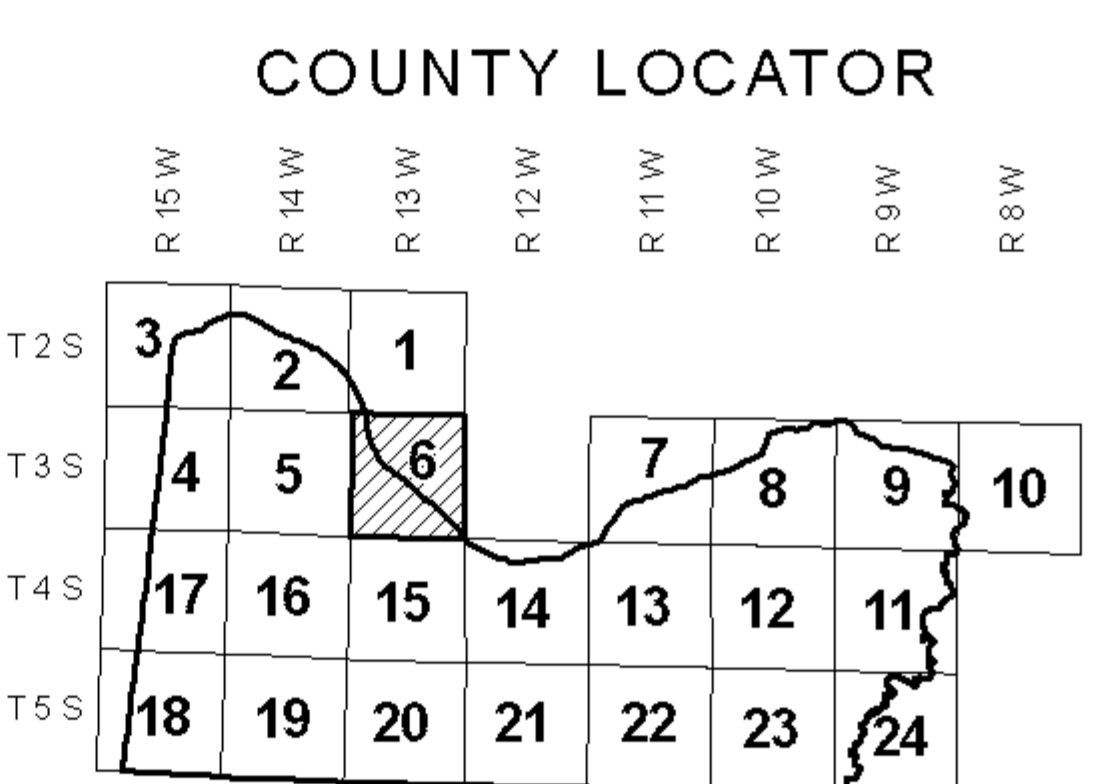 COUNTY LOCATOR
R 15 W R 14 W R 13 W R 12 W R 11 W R 10 W R 9 W R 8 W
T 2 S 3 2 1
T 3 S 4 5 6 7 8 9 10
T 4 S 17 16 15 14 13 12 11
T 5 S 18 19 20 21 22 23 24